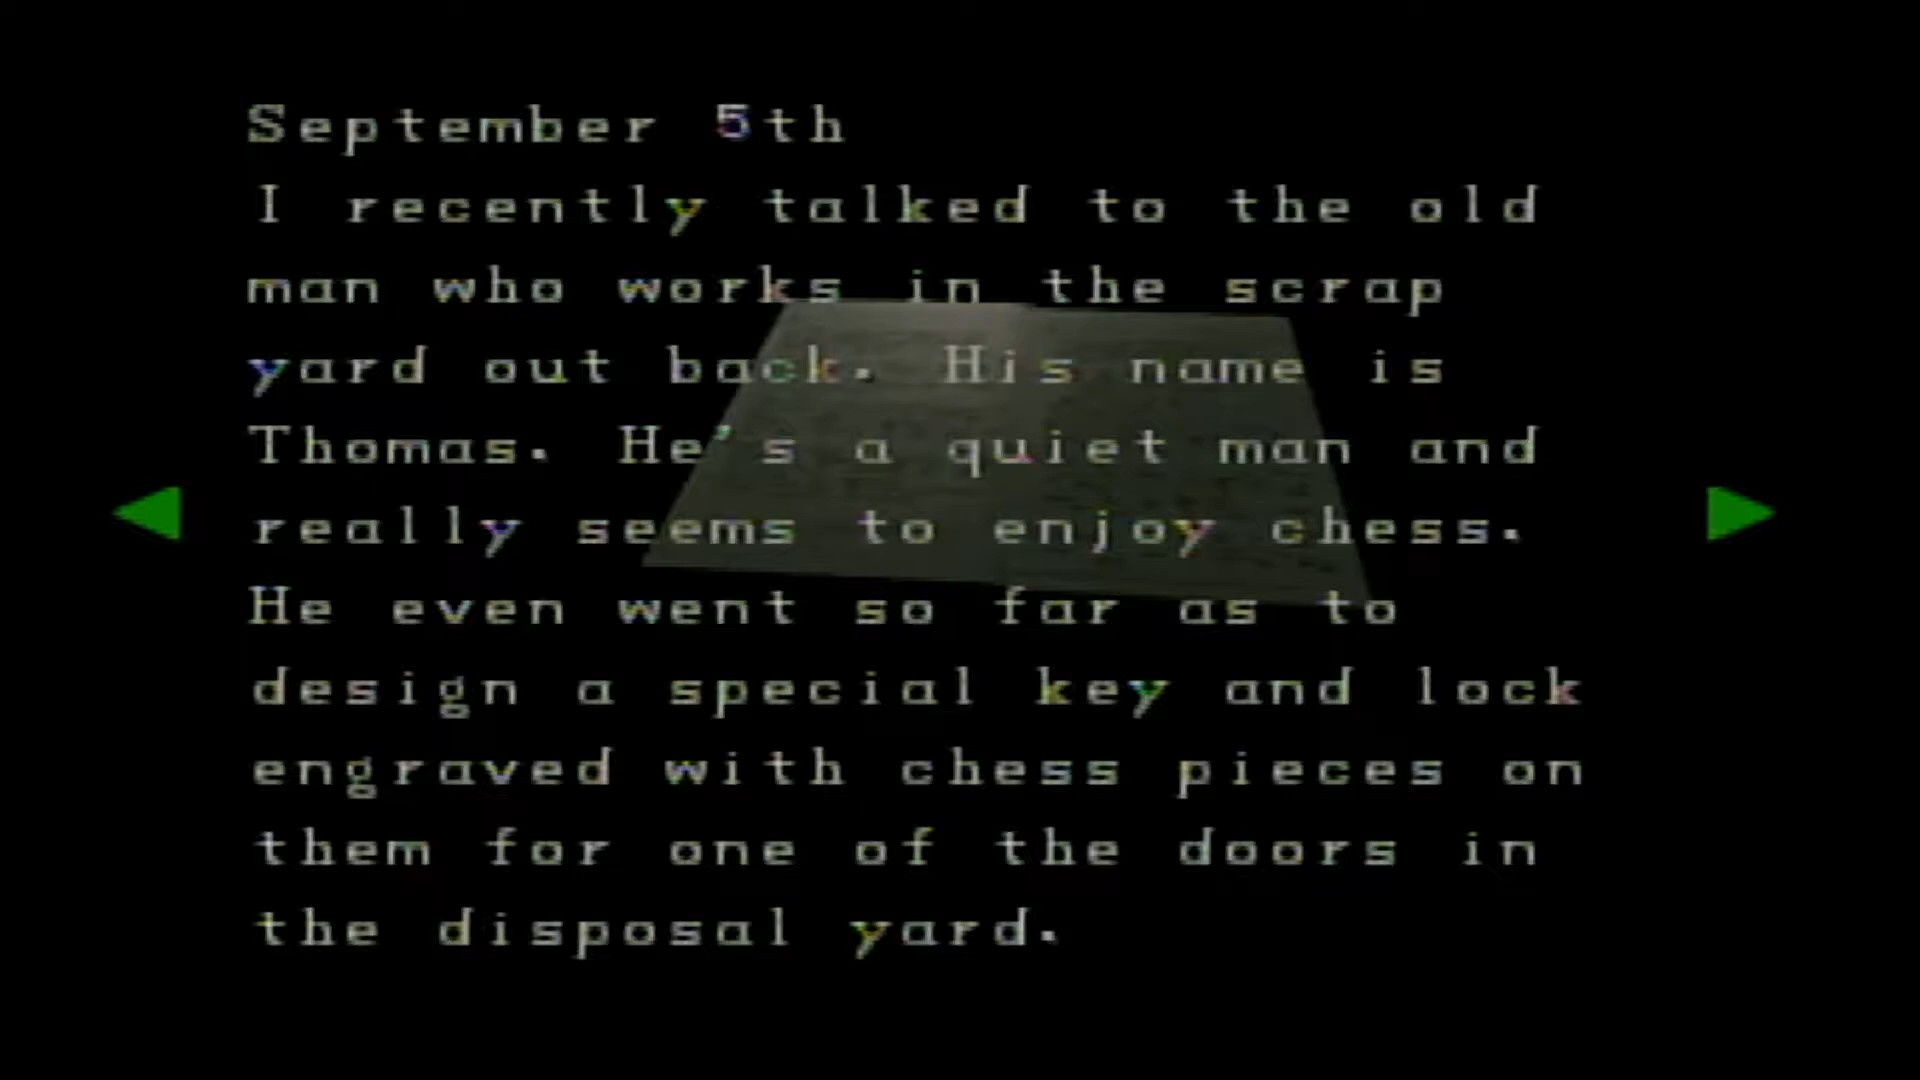 September 5th
I recently talked to the old
man who works in the scrap
yard out back. His name is
Thomas. He's a quiet man and
really seems to enjoy chess.
He even went so far as to
design a special key and lock
engraved with chess pieces on
them for one of the doors in
the disposal yard.